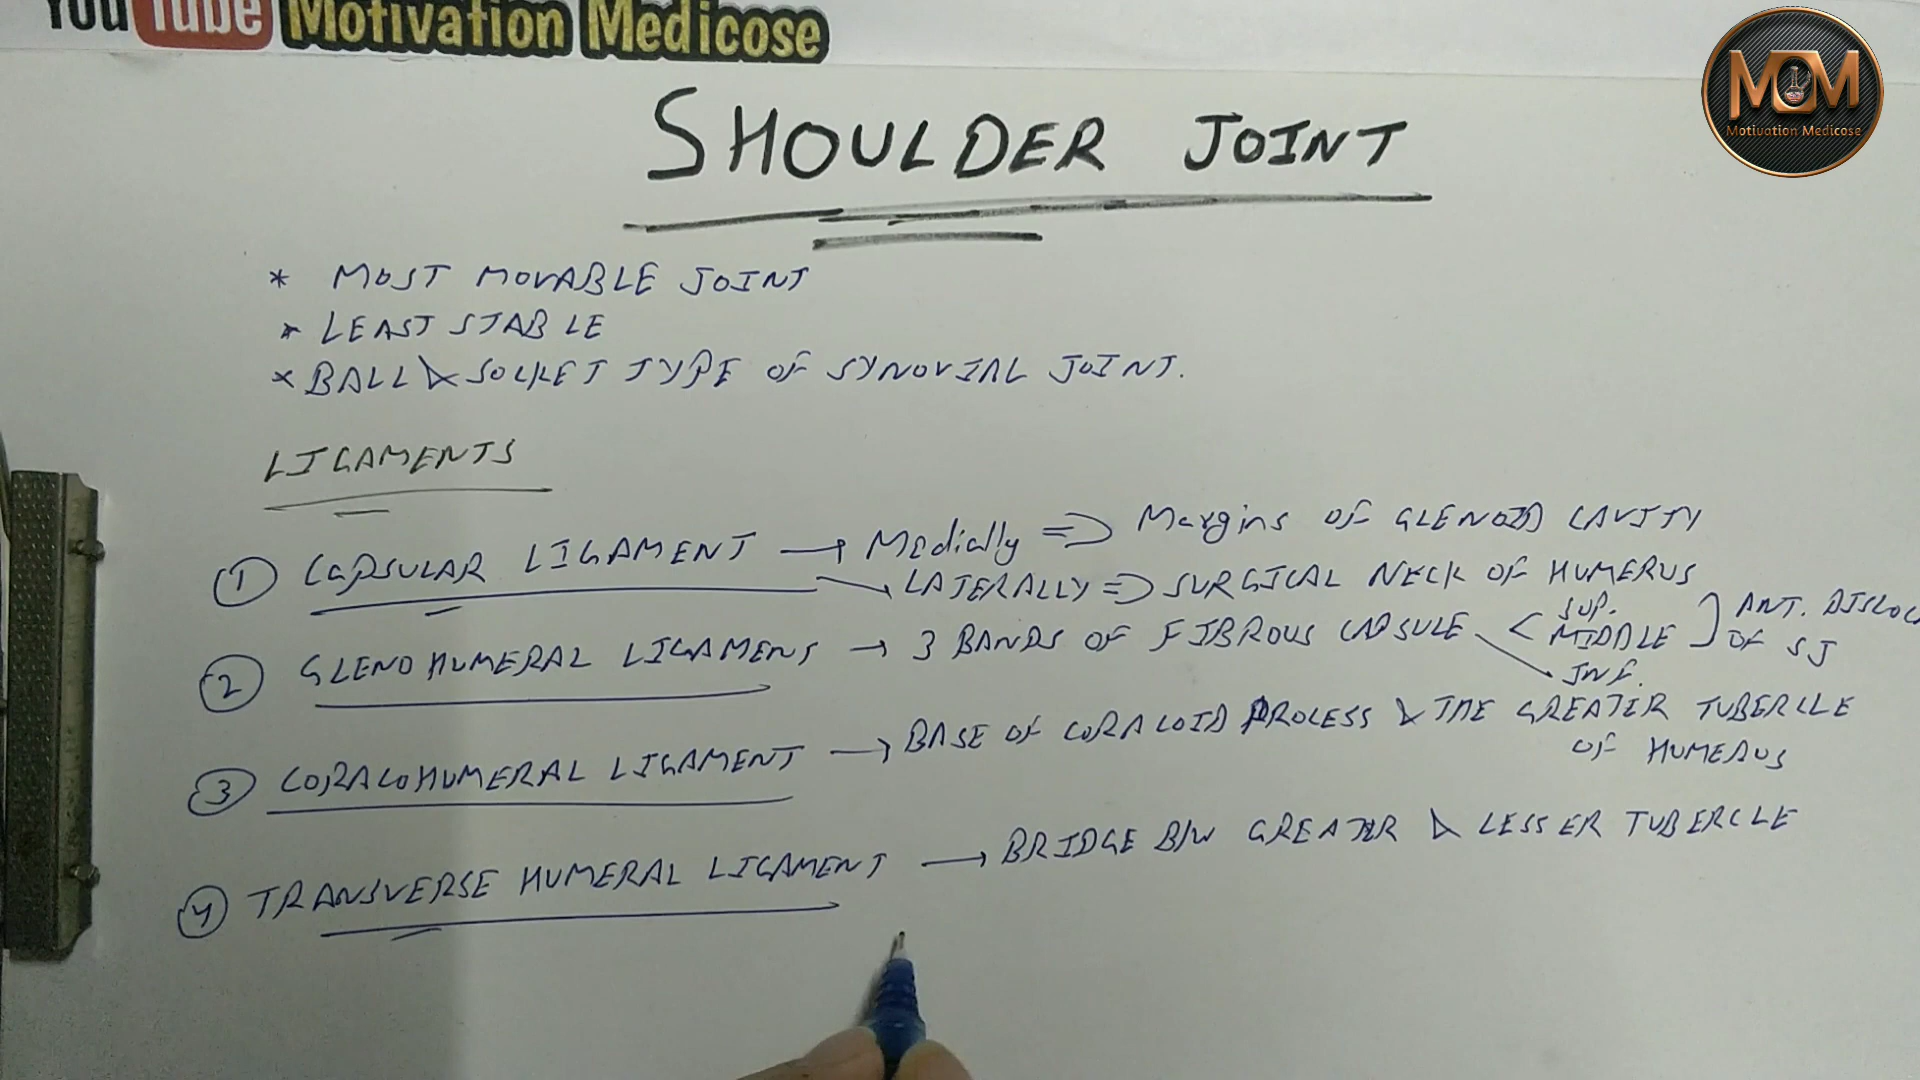 YouTube Motivation Medicose
MOM
Motivation Medicose
SHOULDER JOINT
* MOST MOVABLE JOINT
* LEAST STABLE
* BALL & SOCKET TYPE OF SYNOVIAL JOINT.
LIGAMENTS
① CAPSULAR LIGAMENT → Medially ⇒ Margins OF GLENOID CAVITY
→ LATERALLY ⇒ SURGICAL NECK OF HUMERUS
② GLENOHUMERAL LIGAMENT → 3 BANDS OF FIBROUS CAPSULE < SUP. MIDDLE INF. ] ANT. DISLOC OF SJ
③ CORACOHUMERAL LIGAMENT → BASE OF CORACOID PROCESS & THE GREATER TUBERCLE
OF HUMERUS
④ TRANSVERSE HUMERAL LIGAMENT → BRIDGE B/W GREATER & LESSER TUBERCLE